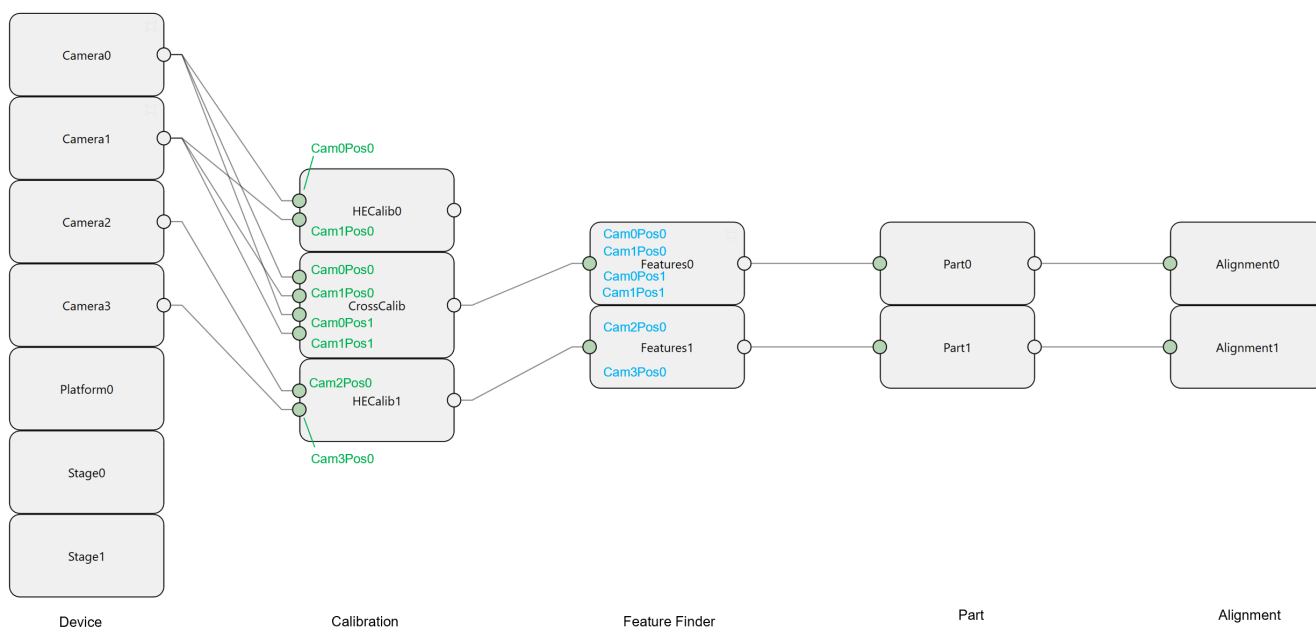 Camera0
Camera1
Camera2
Camera3
Platform0
Stage0
Stage1
Device
Cam0Pos0
HECalib0
Cam1Pos0
Cam0Pos0
Cam1Pos0
CrossCalib
Cam0Pos1
Cam1Pos1
Cam2Pos0
HECalib1
Cam3Pos0
Calibration
Cam0Pos0
Cam1Pos0
Features0
Cam0Pos1
Cam1Pos1
Cam2Pos0
Features1
Cam3Pos0
Feature Finder
Part0
Part1
Part
Alignment0
Alignment1
Alignment